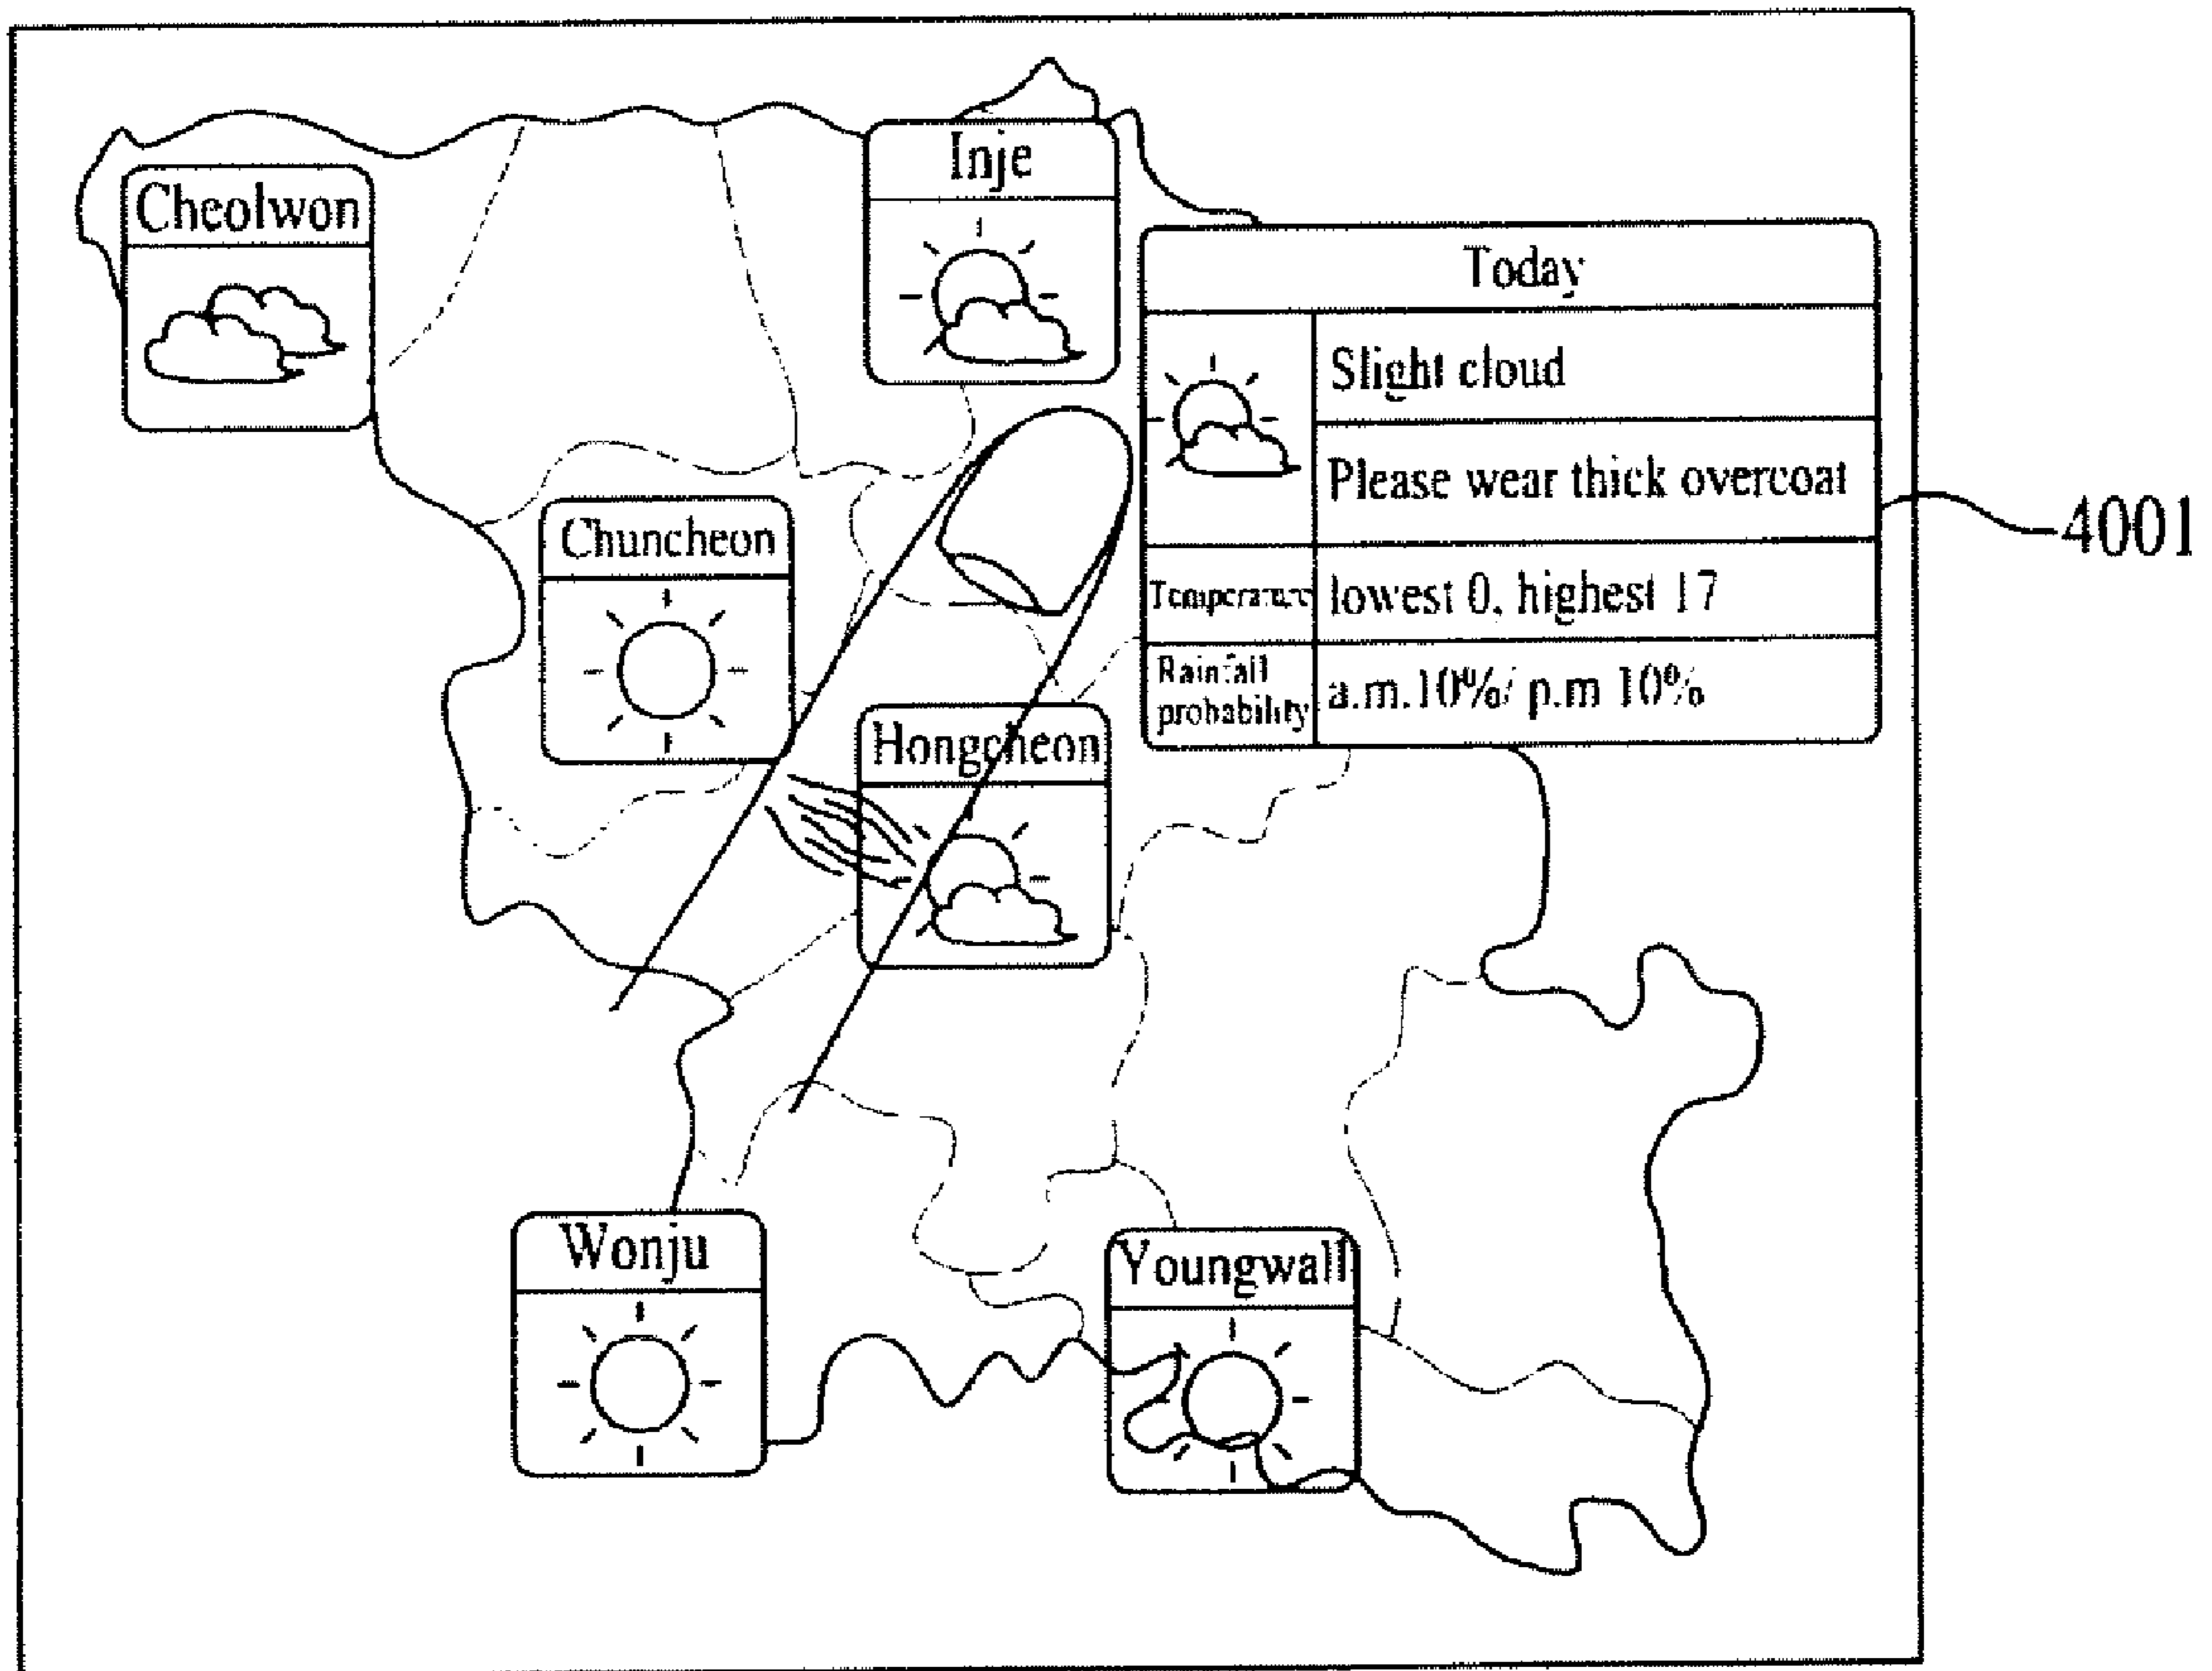 Inje
Cheolwon
Today
Slight cloud
Please wear thick overcoat
4001
Chuncheon
Temperature
lowest 0, highest 17
Rainfall
probability
a.m.10%/ p.m 10%
Hongcheon
Wonju
Youngwall